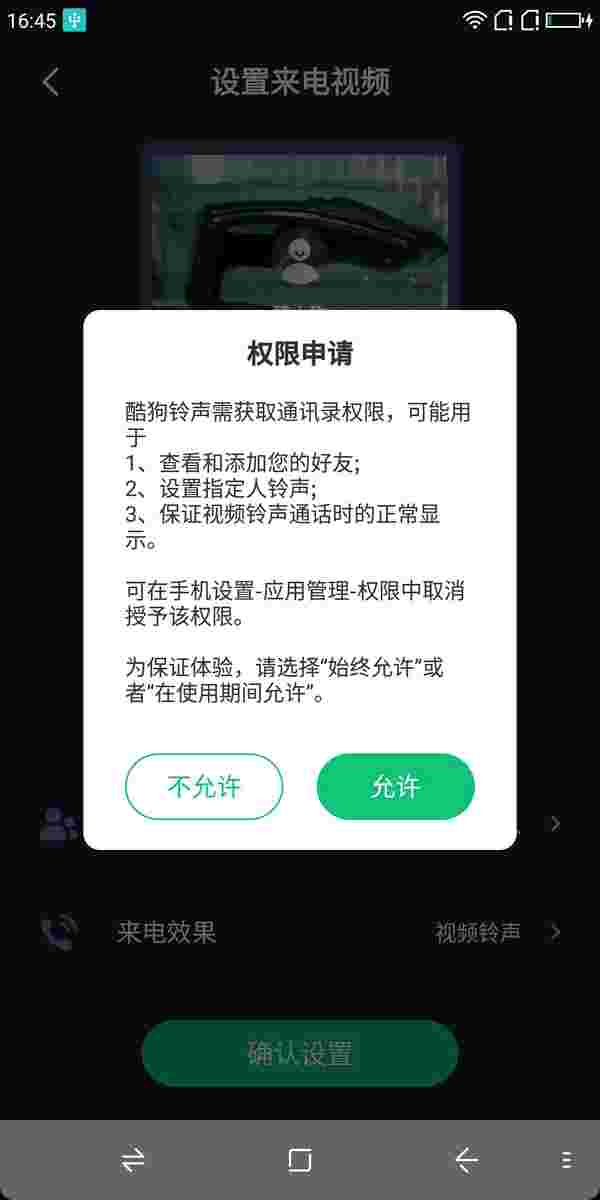 16:45
设置来电视频
权限申请
酷狗铃声需获取通讯录权限，可能用
于
1、查看和添加您的好友;
2、设置指定人铃声;
3、保证视频铃声通话时的正常显
示。
可在手机设置-应用管理-权限中取消
授予该权限。
为保证体验，请选择“始终允许”或
者“在使用期间允许”。
不允许
允许
来电效果
视频铃声
确认设置